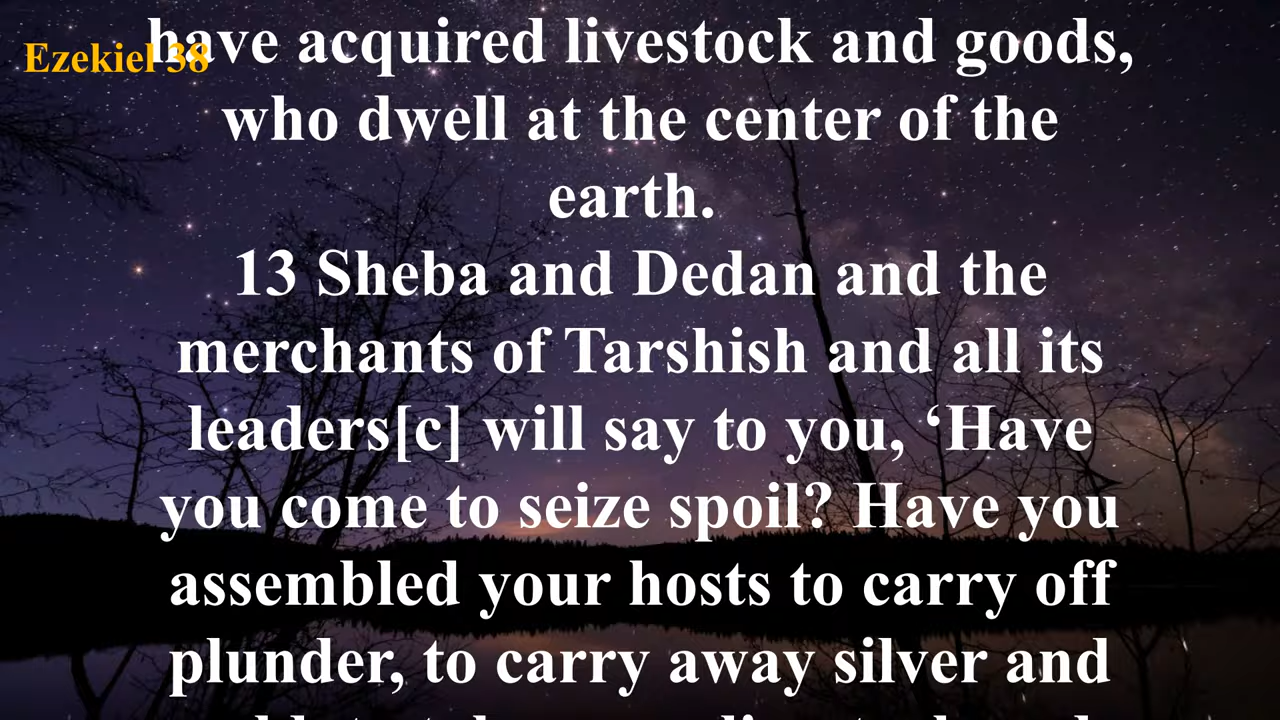 Ezekiel 38
have acquired livestock and goods,
who dwell at the center of the
earth.
13 Sheba and Dedan and the
merchants of Tarshish and all its
leaders[c] will say to you, ‘Have
you come to seize spoil? Have you
assembled your hosts to carry off
plunder, to carry away silver and